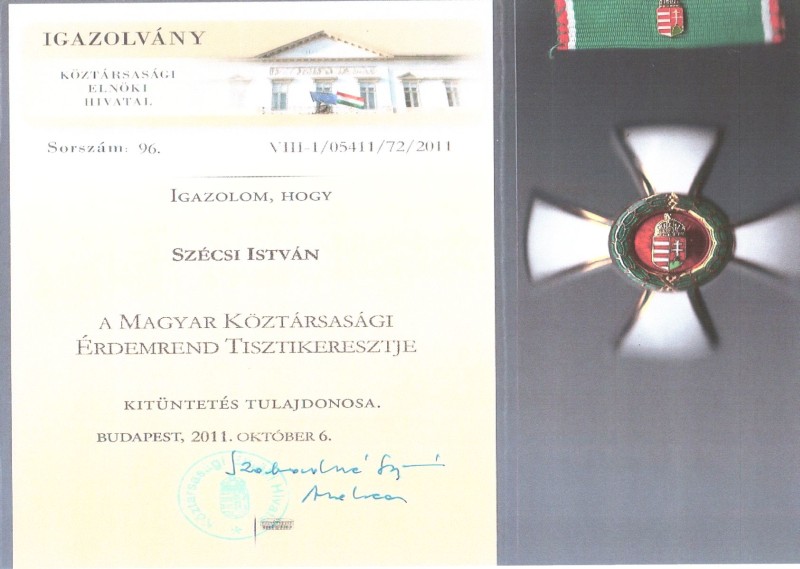 IGAZOLVÁNY
KÖZTÁRSASÁGI
ELNÖKI
HIVATAL
Sorszám: 96.
VIII-1/05411/72/2011
IGAZOLOM, HOGY
SZÉCSI ISTVÁN
A MAGYAR KÖZTÁRSASÁGI
ÉRDEMREND TISZTIKERESZTJE
KITÜNTETÉS TULAJDONOSA.
BUDAPEST, 2011. OKTÓBER 6.